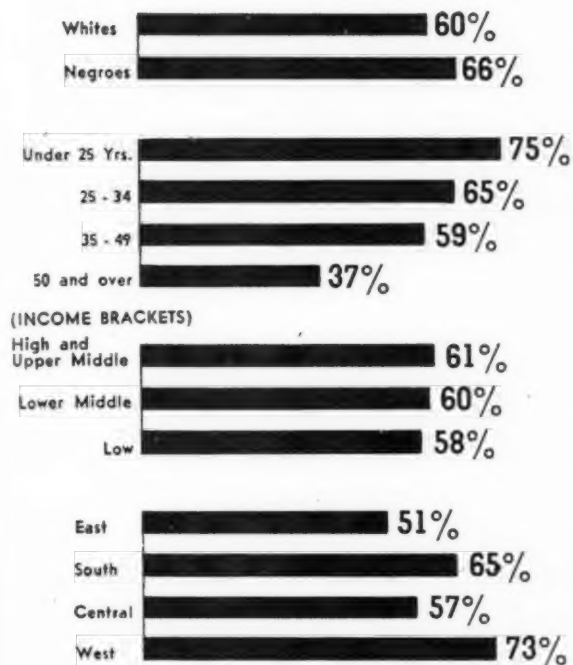 Whites 60%
Negroes 66%
Under 25 Yrs. 75%
25 - 34 65%
35 - 49 59%
50 and over 37%
(INCOME BRACKETS)
High and
Upper Middle 61%
Lower Middle 60%
Low 58%
East 51%
South 65%
Central 57%
West 73%